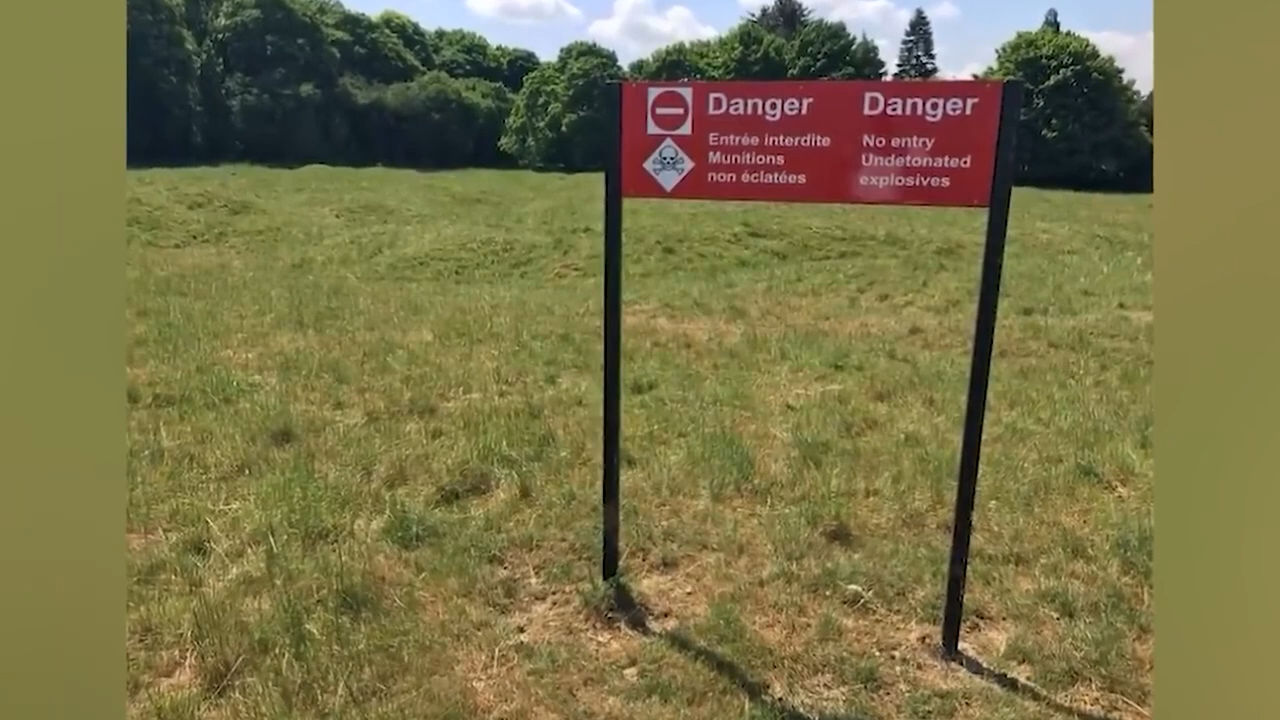 Danger
Entrée interdite
Munitions
non éclatées
Danger
No entry
Undetonated
explosives